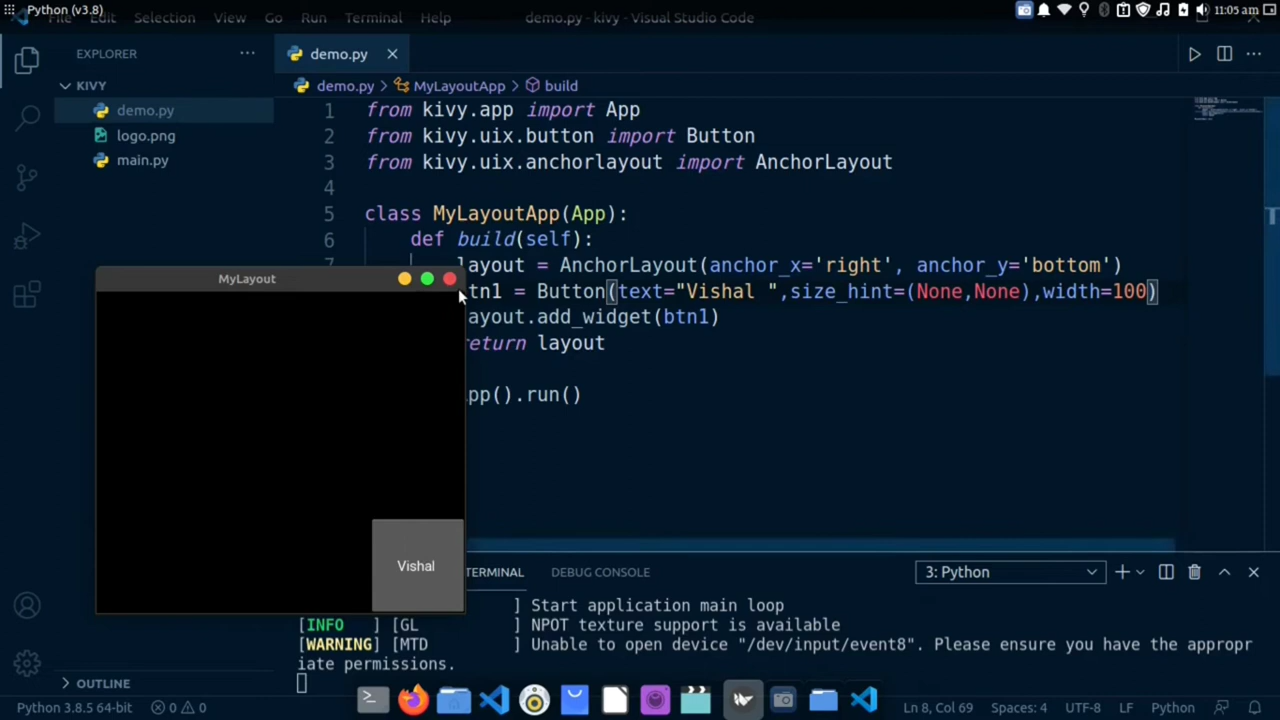 Python (v3.8)
11:05 am
File Edit Selection View Go Run Terminal Help
demo.py - kivy - Visual Studio Code
EXPLORER
demo.py
KIVY
demo.py
logo.png
main.py
demo.py > MyLayoutApp > build
1 from kivy.app import App
2 from kivy.uix.button import Button
3 from kivy.uix.anchorlayout import AnchorLayout
4
5 class MyLayoutApp(App):
6 def build(self):
7 layout = AnchorLayout(anchor_x='right', anchor_y='bottom')
tn1 = Button(text="Vishal ",size_hint=(None,None),width=100)
ayout.add_widget(btn1)
eturn layout
pp().run()
MyLayout
Vishal
TERMINAL
DEBUG CONSOLE
3: Python
] Start application main loop
[INFO ] [GL ] NPOT texture support is available
[WARNING] [MTD ] Unable to open device "/dev/input/event8". Please ensure you have the appropr
iate permissions.
OUTLINE
Python 3.8.5 64-bit
0
0
Ln 8, Col 69
Spaces: 4
UTF-8
LF
Python